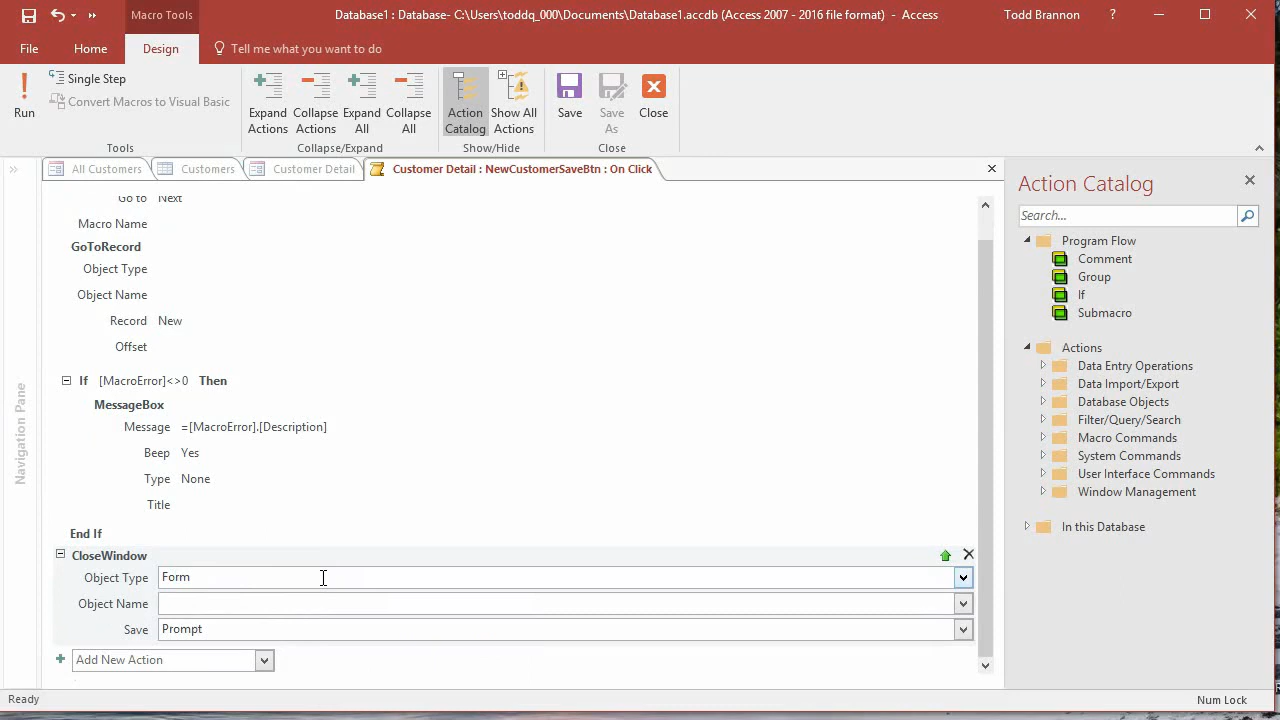 Macro Tools
Database1 : Database- C:\Users\toddq_000\Documents\Database1.accdb (Access 2007 - 2016 file format) - Access
Todd Brannon
?
File
Home
Design
Tell me what you want to do
Run
Single Step
Convert Macros to Visual Basic
Tools
Expand Actions
Collapse Actions
Expand All
Collapse All
Collapse/Expand
Action Catalog
Show All Actions
Show/Hide
Save
Save As
Close
Close
All Customers
Customers
Customer Detail
Customer Detail : NewCustomerSaveBtn : On Click
Navigation Pane
Go to Next
Macro Name
GoToRecord
Object Type
Object Name
Record New
Offset
If [MacroError]<>0 Then
MessageBox
Message =[MacroError].[Description]
Beep Yes
Type None
Title
End If
CloseWindow
Object Type Form
Object Name
Save Prompt
Add New Action
Action Catalog
Search...
Program Flow
Comment
Group
If
Submacro
Actions
Data Entry Operations
Data Import/Export
Database Objects
Filter/Query/Search
Macro Commands
System Commands
User Interface Commands
Window Management
In this Database
Ready
Num Lock